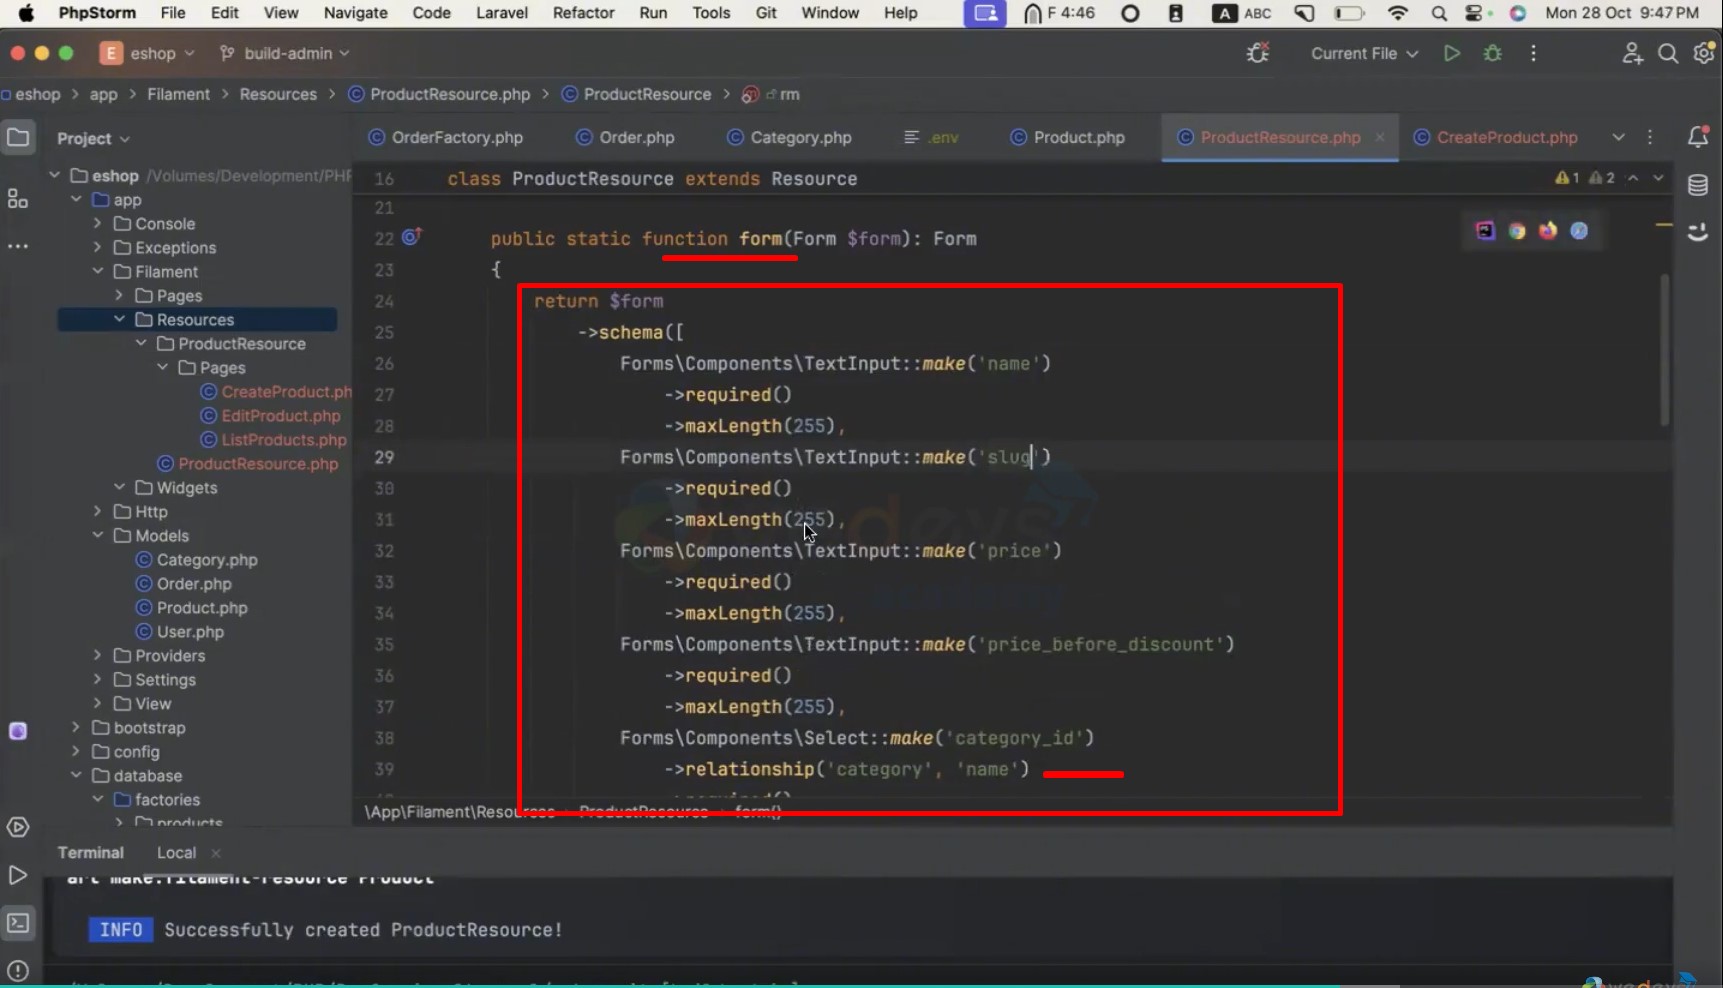 PhpStorm File Edit View Navigate Code Laravel Refactor Run Tools Git Window Help F 4:46 A ABC Mon 28 Oct 9:47 PM
E eshop build-admin Current File
eshop > app > Filament > Resources > ProductResource.php > ProductResource > rm
Project
OrderFactory.php Order.php Category.php .env Product.php ProductResource.php × CreateProduct.php
eshop /Volumes/Development/PHP
app
Console
Exceptions
Filament
Pages
Resources
ProductResource
Pages
CreateProduct.ph
EditProduct.php
ListProducts.php
ProductResource.php
Widgets
Http
Models
Category.php
Order.php
Product.php
User.php
Providers
Settings
View
bootstrap
config
database
factories
products
16 class ProductResource extends Resource 1 2
21
22 public static function form(Form $form): Form
23 {
24 return $form
25 ->schema([
26 Forms\Components\TextInput::make('name')
27 ->required()
28 ->maxLength(255),
29 Forms\Components\TextInput::make('slug')
30 ->required()
31 ->maxLength(255),
32 Forms\Components\TextInput::make('price')
33 ->required()
34 ->maxLength(255),
35 Forms\Components\TextInput::make('price_before_discount')
36 ->required()
37 ->maxLength(255),
38 Forms\Components\Select::make('category_id')
39 ->relationship('category', 'name')
->required()
\App\Filament\Resources > ProductResource > form()
Terminal Local ×
art make:filament-resource Product
INFO Successfully created ProductResource!